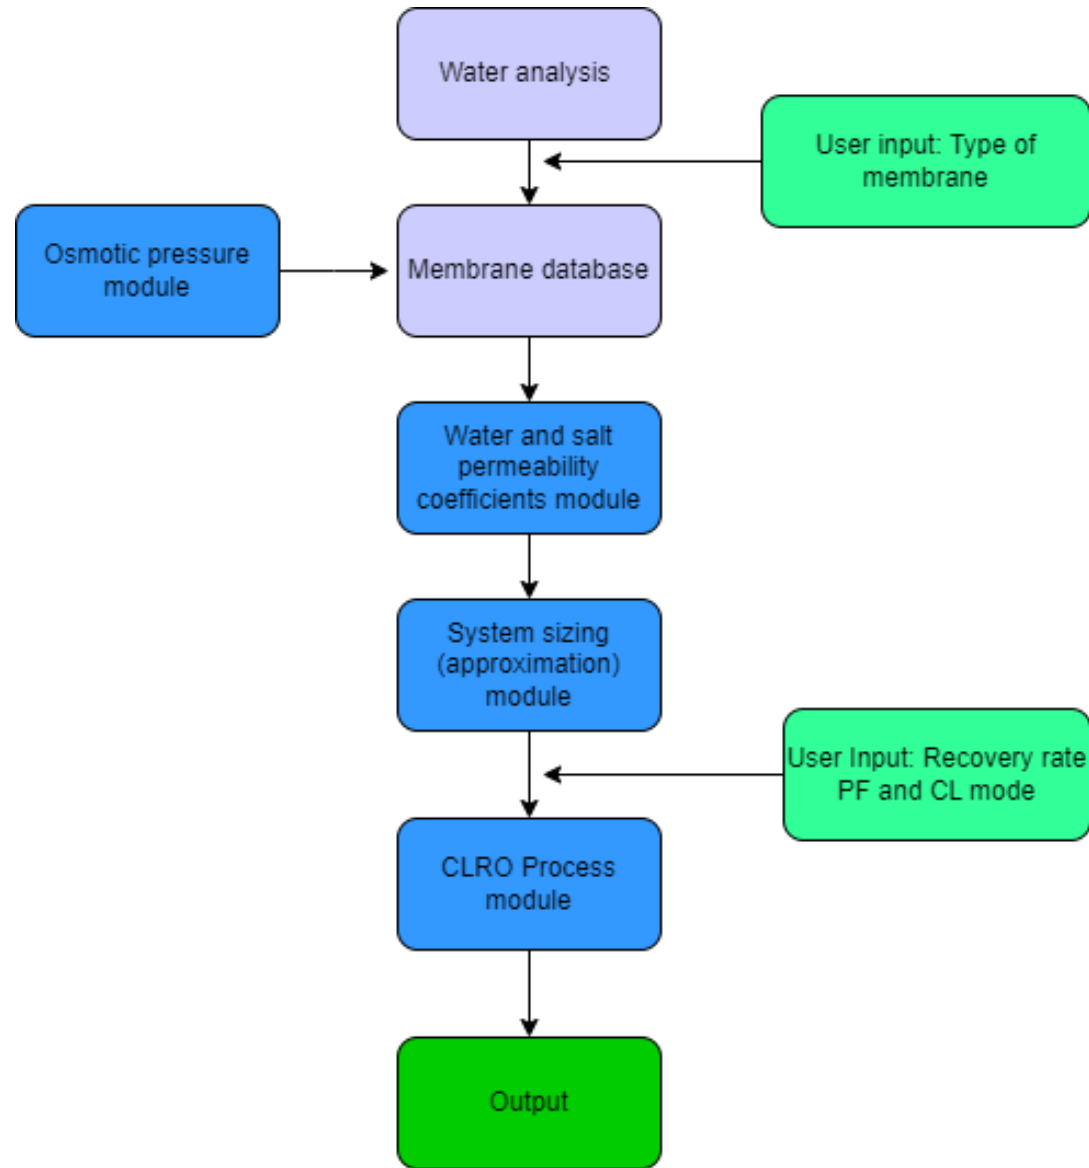 Water analysis
User input: Type of
membrane
Osmotic pressure
module
Membrane database
Water and salt
permeability
coefficients module
System sizing
(approximation)
module
User Input: Recovery rate
PF and CL mode
CLRO Process
module
Output